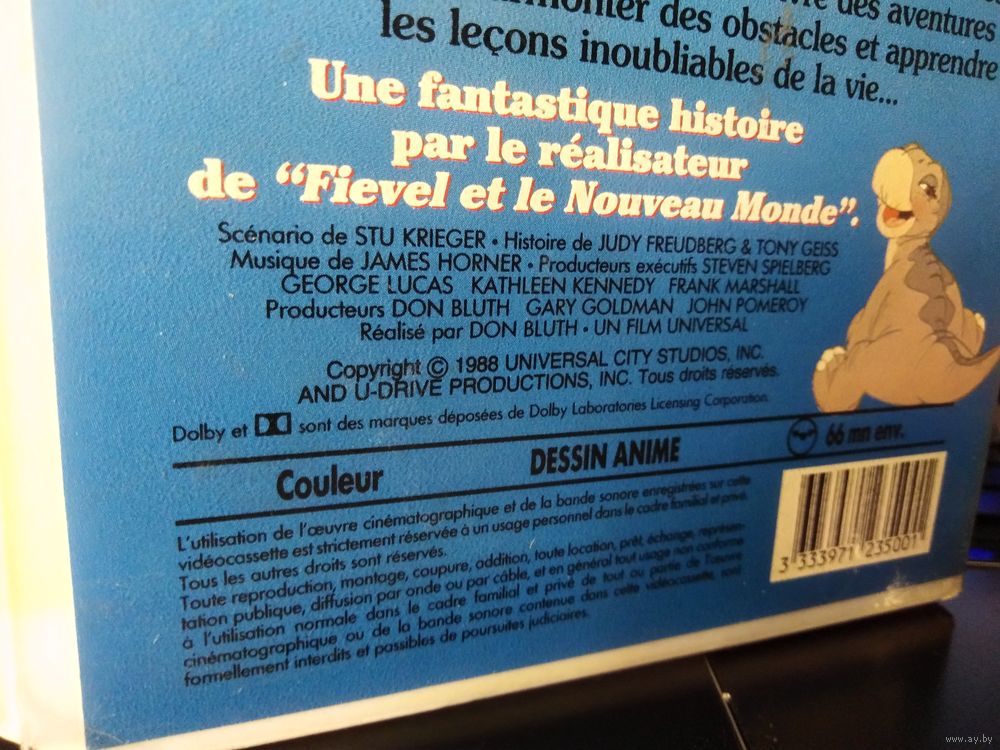 des aventures
des obstacles et apprendre
les leçons inoubliables de la vie...
Une fantastique histoire
par le réalisateur
de “Fievel et le Nouveau Monde”.
Scénario de STU KRIEGER • Histoire de JUDY FREUDBERG & TONY GEISS
Musique de JAMES HORNER • Producteurs exécutifs STEVEN SPIELBERG
GEORGE LUCAS KATHLEEN KENNEDY FRANK MARSHALL
Producteurs DON BLUTH GARY GOLDMAN JOHN POMEROY
Réalisé par DON BLUTH • UN FILM UNIVERSAL
Copyright © 1988 UNIVERSAL CITY STUDIOS, INC.
AND U-DRIVE PRODUCTIONS, INC. Tous droits réservés.
Dolby et sont des marques déposées de Dolby Laboratories Licensing Corporation.
Couleur DESSIN ANIME 66 mn env.
L'utilisation de l'œuvre cinématographique et de la bande sonore enregistrées sur cette
vidéocassette est strictement réservée à un usage personnel dans le cadre familial et privé.
Tous les autres droits sont réservés.
Toute reproduction, montage, coupure, addition, toute location, prêt, échange, représen-
tation publique, diffusion par onde ou par câble, et en général tout usage non conforme
à l'utilisation normale dans le cadre familial et privé de tout ou partie de l'œuvre
cinématographique ou de la bande sonore contenue dans cette vidéocassette, sont
formellement interdits et passibles de poursuites judiciaires.
3 333971 235001
www.ay.by